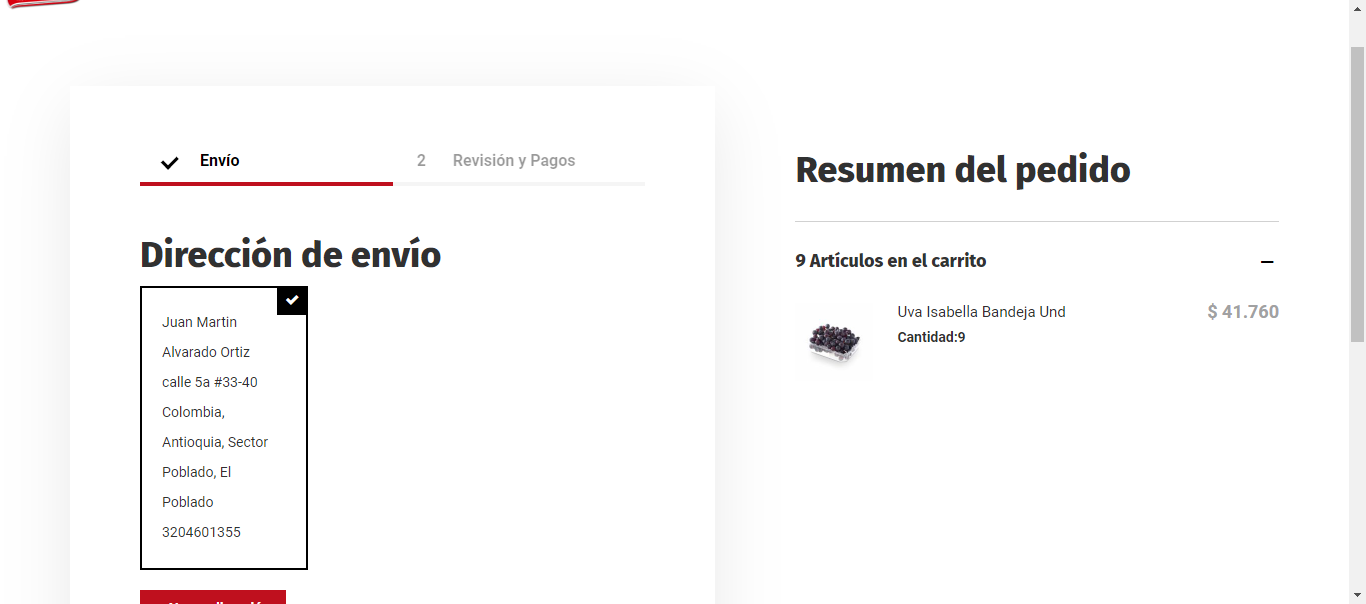 Envío
2 Revisión y Pagos
Dirección de envío
Juan Martin
Alvarado Ortiz
calle 5a #33-40
Colombia,
Antioquia, Sector
Poblado, El
Poblado
3204601355
Resumen del pedido
9 Artículos en el carrito
Uva Isabella Bandeja Und
$ 41.760
Cantidad:9